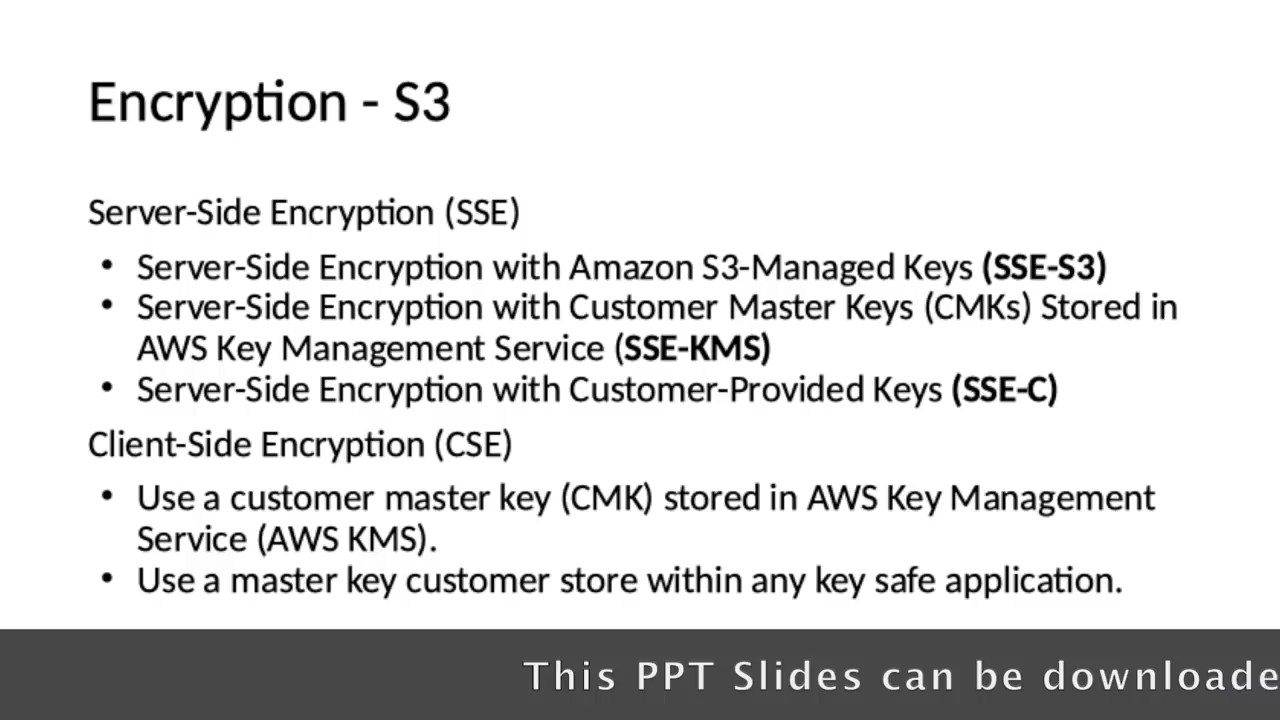 Encryption - S3
Server-Side Encryption (SSE)
• Server-Side Encryption with Amazon S3-Managed Keys (SSE-S3)
• Server-Side Encryption with Customer Master Keys (CMKs) Stored in
AWS Key Management Service (SSE-KMS)
• Server-Side Encryption with Customer-Provided Keys (SSE-C)
Client-Side Encryption (CSE)
• Use a customer master key (CMK) stored in AWS Key Management
Service (AWS KMS).
• Use a master key customer store within any key safe application.
This PPT Slides can be downloade